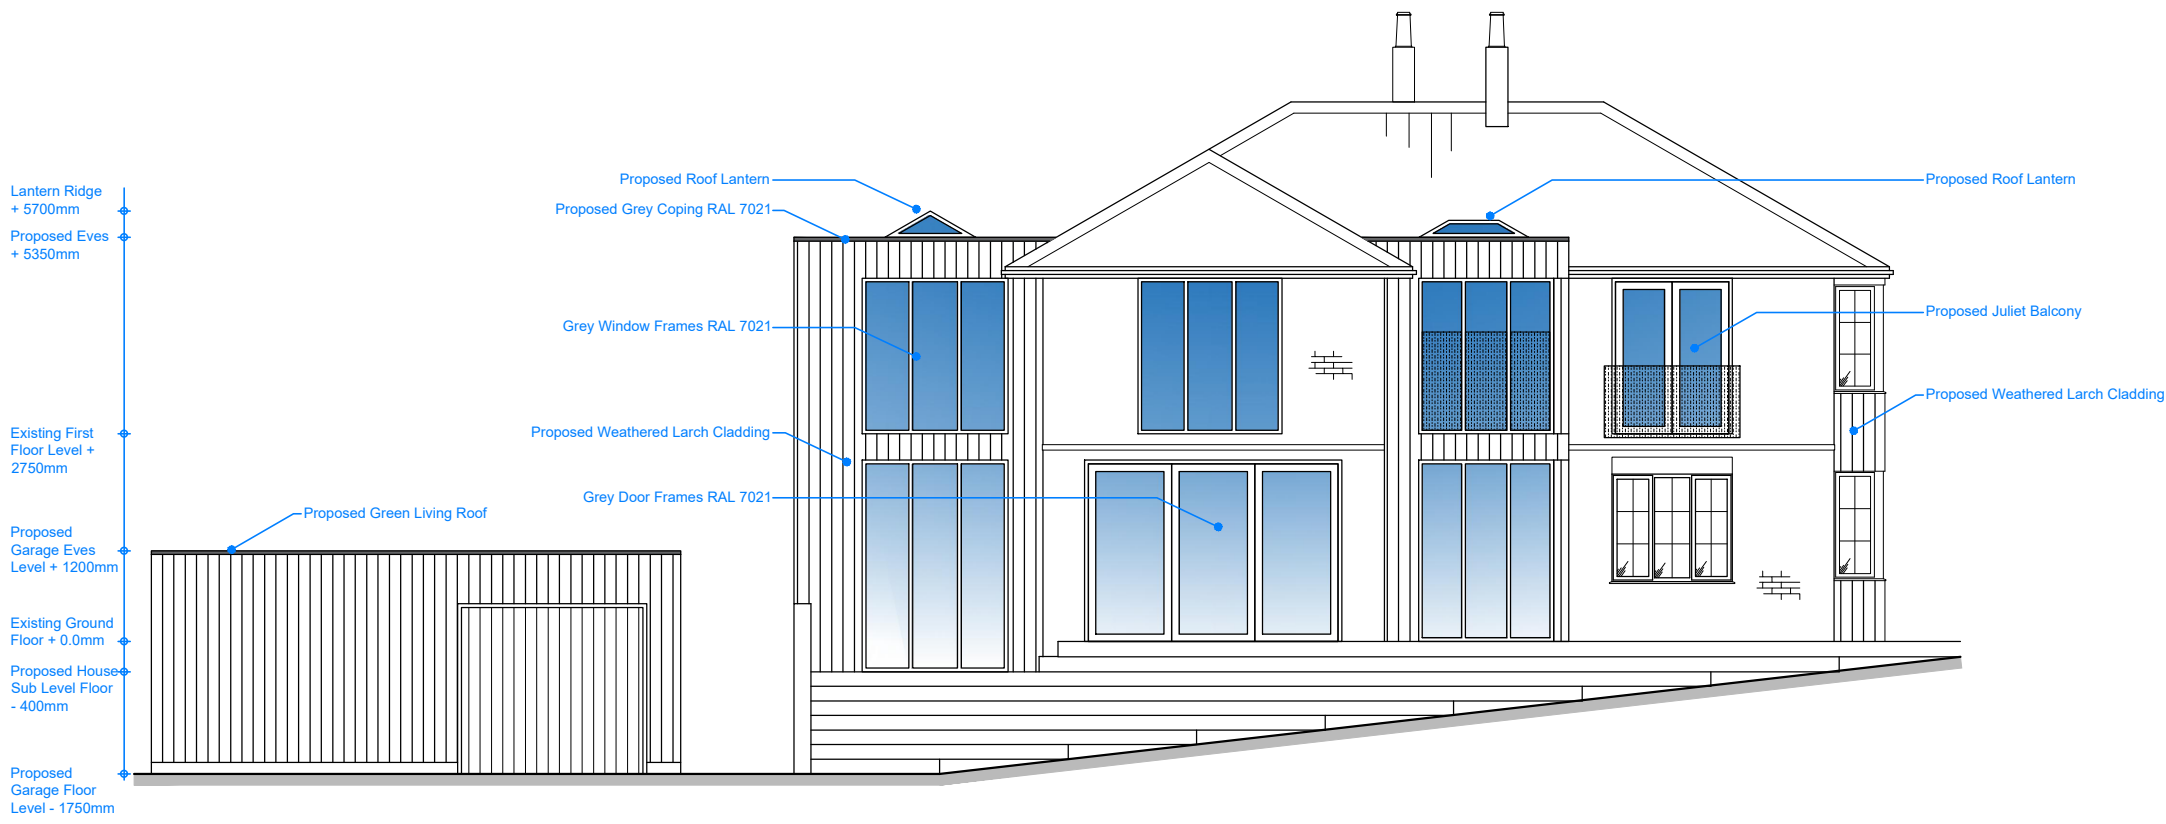 Lantern Ridge
+ 5700mm
Proposed Eves
+ 5350mm
Existing First
Floor Level +
2750mm
Proposed
Garage Eves
Level + 1200mm
Existing Ground
Floor + 0.0mm
Proposed House
Sub Level Floor
- 400mm
Proposed
Garage Floor
Level - 1750mm
Proposed Green Living Roof
Proposed Roof Lantern
Proposed Grey Coping RAL 7021
Grey Window Frames RAL 7021
Proposed Weathered Larch Cladding
Grey Door Frames RAL 7021
Proposed Roof Lantern
Proposed Juliet Balcony
Proposed Weathered Larch Cladding